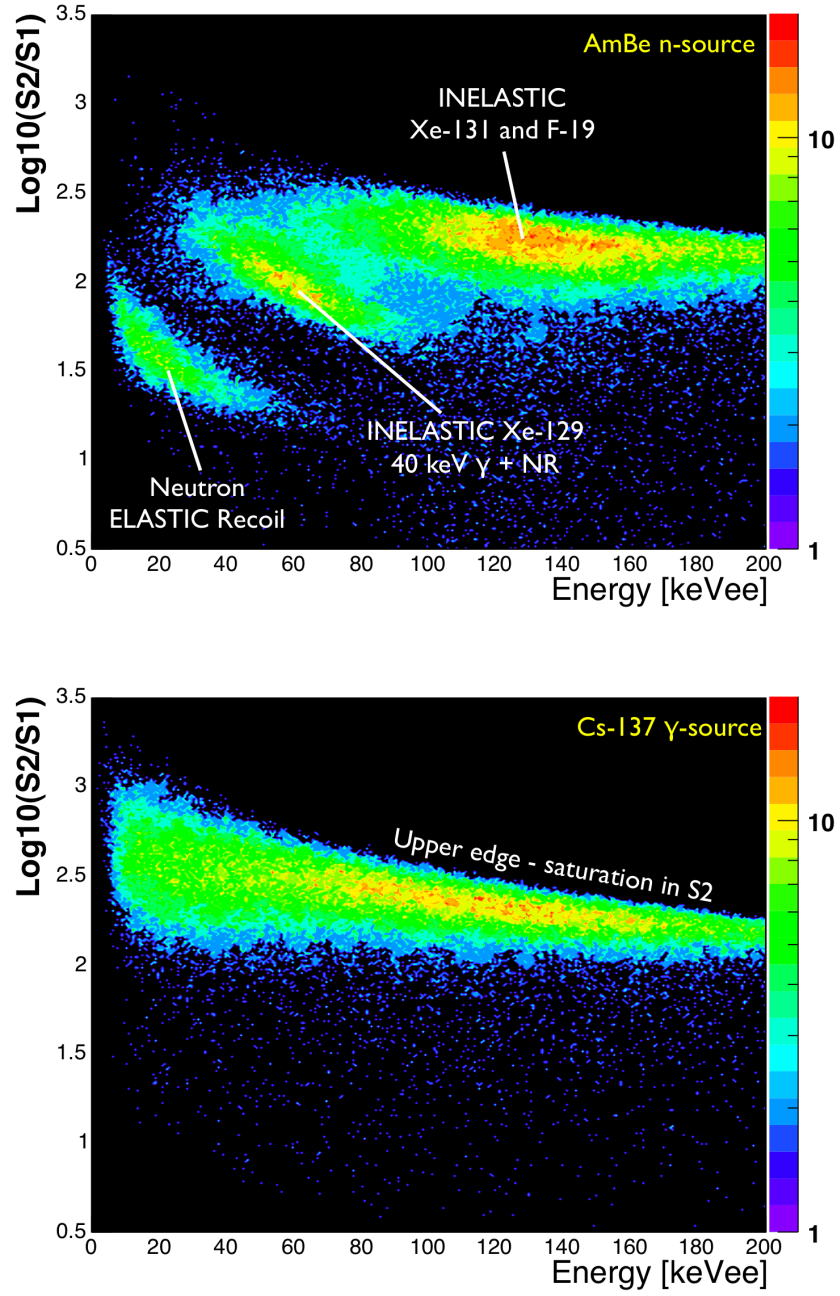 3.5
3
2.5
2
1.5
1
0.5
Log10(S2/S1)
AmBe n-source
INELASTIC
Xe-131 and F-19
INELASTIC Xe-129
40 keV γ + NR
Neutron
ELASTIC Recoil
10
1
0 20 40 60 80 100 120 140 160 180 200
Energy [keVee]
3.5
3
2.5
2
1.5
1
0.5
Log10(S2/S1)
Cs-137 γ-source
Upper edge - saturation in S2
10
1
0 20 40 60 80 100 120 140 160 180 200
Energy [keVee]